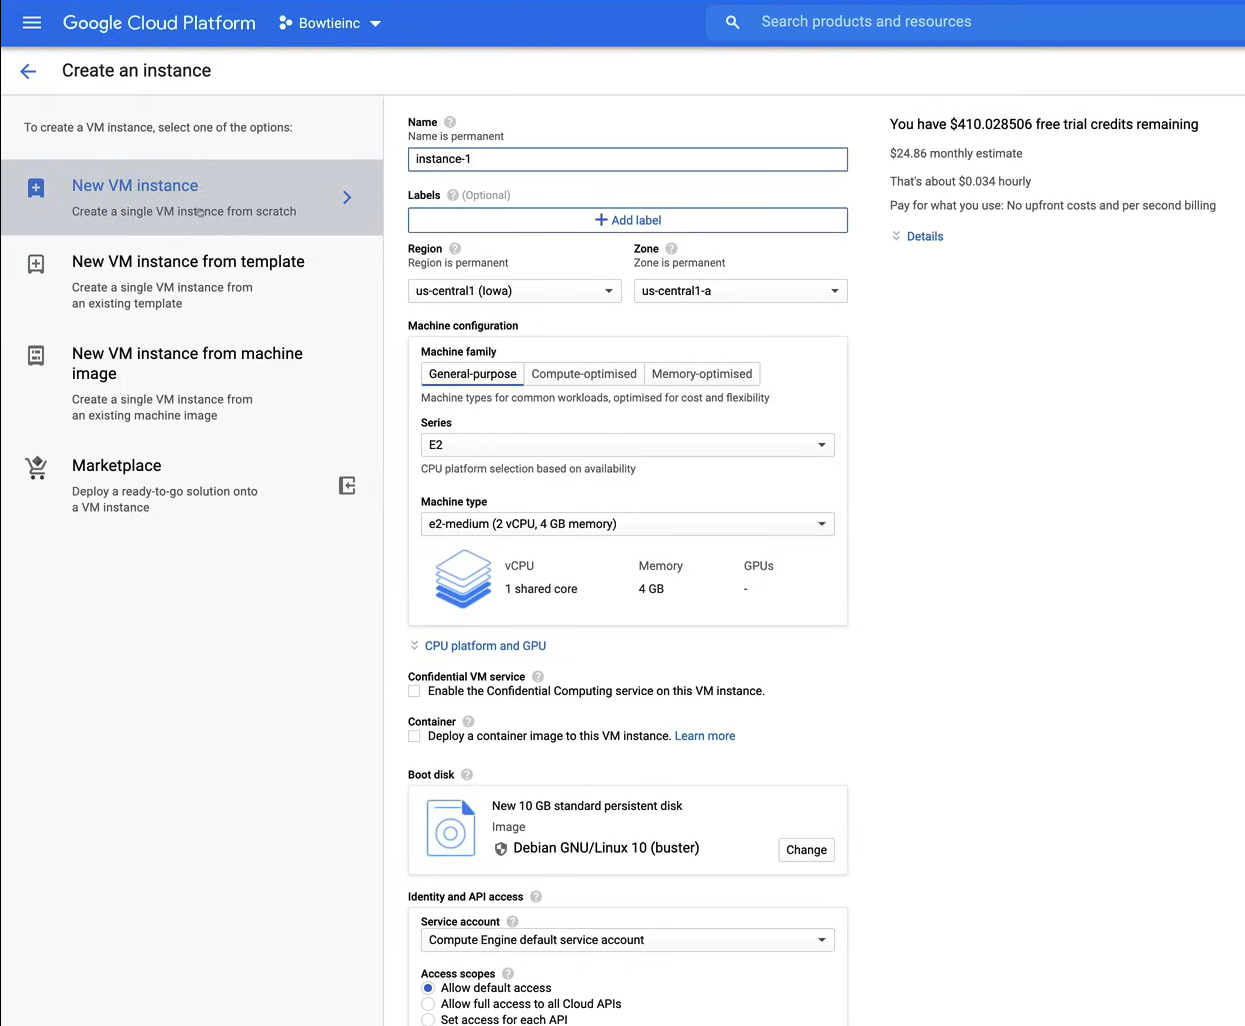 Google Cloud Platform
Bowtieinc
Search products and resources
Create an instance
To create a VM instance, select one of the options:
New VM instance
Create a single VM instance from scratch
New VM instance from template
Create a single VM instance from
an existing template
New VM instance from machine
image
Create a single VM instance from
an existing machine image
Marketplace
Deploy a ready-to-go solution onto
a VM instance
Name ?
Name is permanent
instance-1
Labels ? (Optional)
+ Add label
Region ?
Region is permanent
us-central1 (Iowa)
Zone ?
Zone is permanent
us-central1-a
Machine configuration
Machine family
General-purpose Compute-optimised Memory-optimised
Machine types for common workloads, optimised for cost and flexibility
Series
E2
CPU platform selection based on availability
Machine type
e2-medium (2 vCPU, 4 GB memory)
vCPU Memory GPUs
1 shared core 4 GB -
CPU platform and GPU
Confidential VM service ?
Enable the Confidential Computing service on this VM instance.
Container ?
Deploy a container image to this VM instance. Learn more
Boot disk ?
New 10 GB standard persistent disk
Image
Debian GNU/Linux 10 (buster)
Change
Identity and API access ?
Service account ?
Compute Engine default service account
Access scopes ?
Allow default access
Allow full access to all Cloud APIs
Set access for each API
You have $410.028506 free trial credits remaining
$24.86 monthly estimate
That's about $0.034 hourly
Pay for what you use: No upfront costs and per second billing
Details